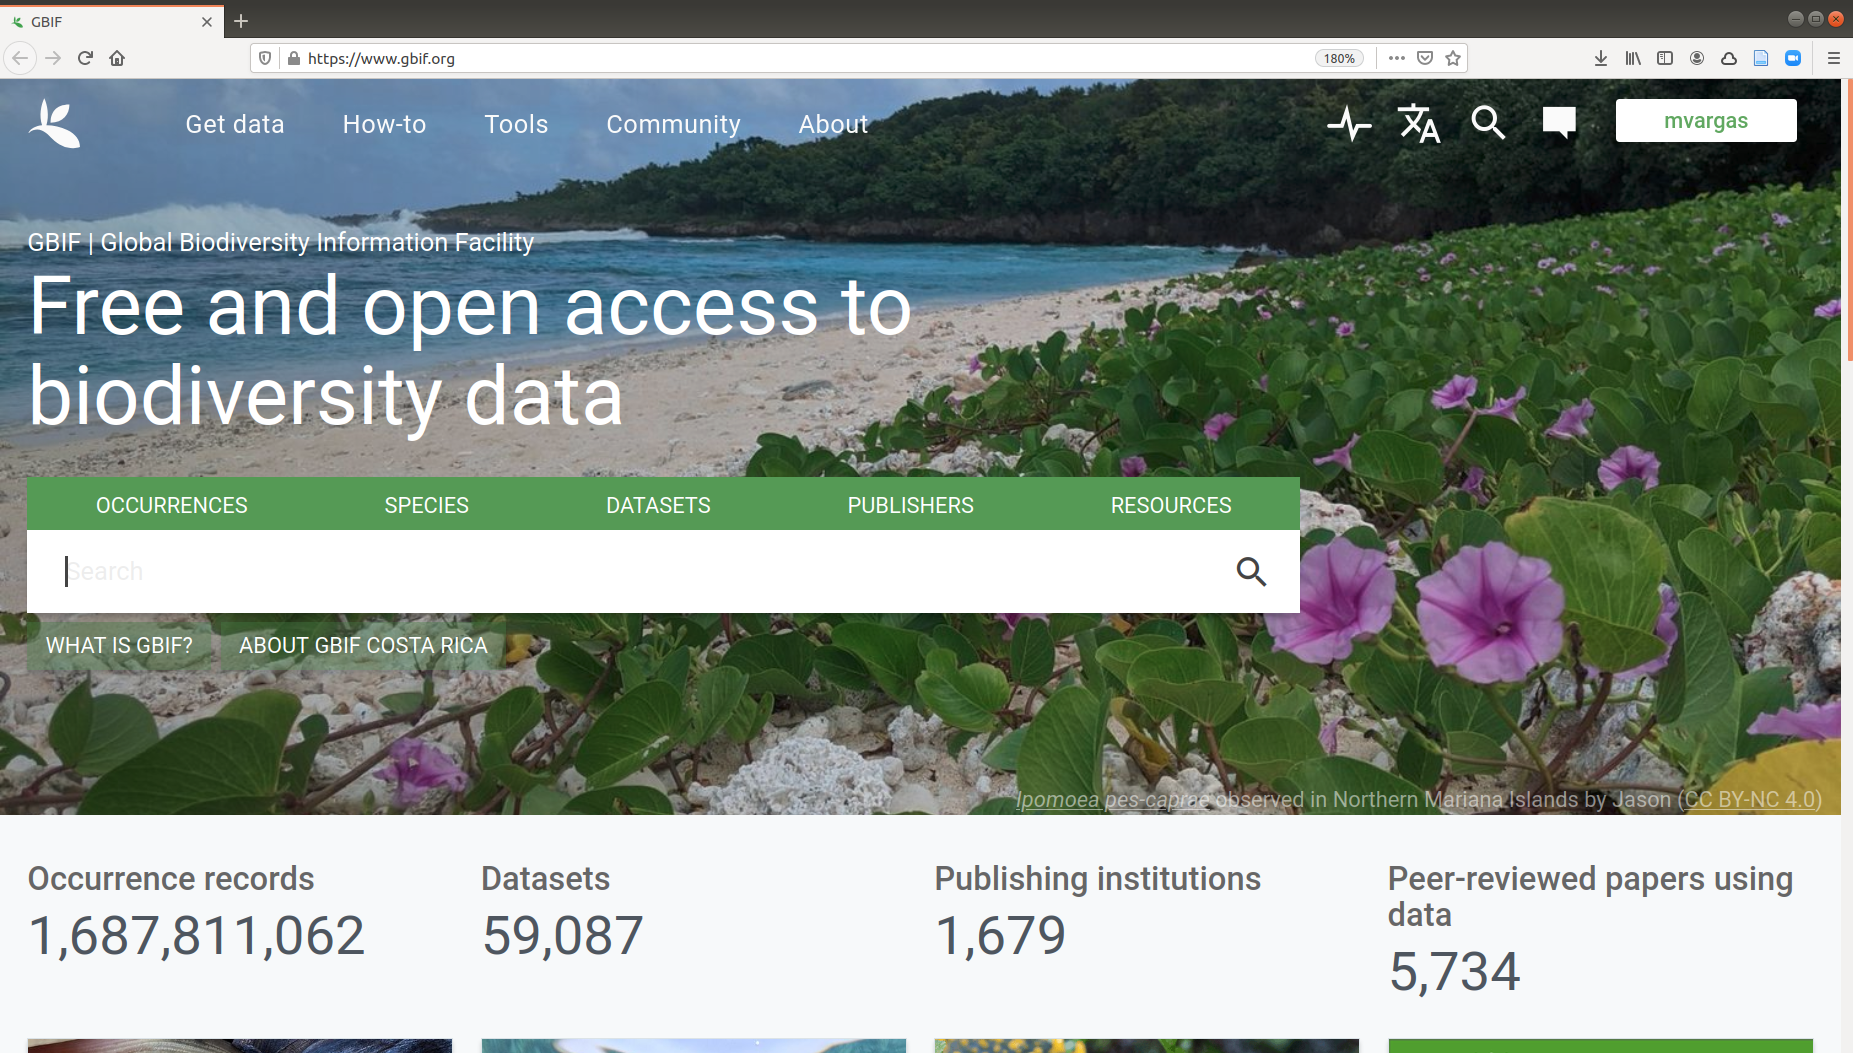 GBIF
https://www.gbif.org
180%
Get data
How-to
Tools
Community
About
mvargas
GBIF | Global Biodiversity Information Facility
Free and open access to
biodiversity data
OCCURRENCES
SPECIES
DATASETS
PUBLISHERS
RESOURCES
Search
WHAT IS GBIF?
ABOUT GBIF COSTA RICA
Ipomoea pes-caprae observed in Northern Mariana Islands by Jason (CC BY-NC 4.0)
Occurrence records
1,687,811,062
Datasets
59,087
Publishing institutions
1,679
Peer-reviewed papers using
data
5,734